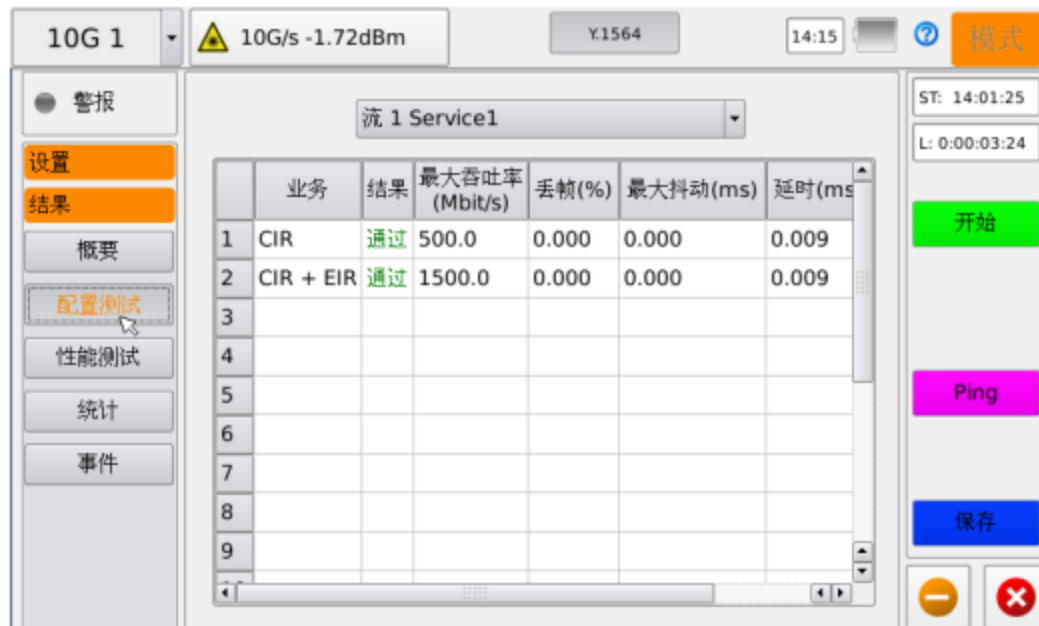 10G 1
10G/s -1.72dBm
Y.1564
14:15
模式
警报
设置
结果
概要
配置测试
性能测试
统计
事件
流 1 Service1
业务 结果 最大吞吐率 丢帧(%) 最大抖动(ms) 延时(ms
(Mbit/s)
1 CIR 通过 500.0 0.000 0.000 0.009
2 CIR + EIR 通过 1500.0 0.000 0.000 0.009
3
4
5
6
7
8
9
ST: 14:01:25
L: 0:00:03:24
开始
Ping
保存